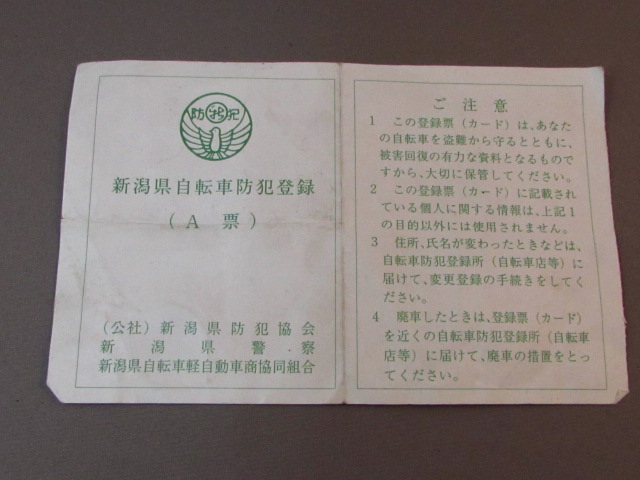 防犯
新潟県自転車防犯登録
(A 票)
(公社)新潟県防犯協会
新潟県警察
新潟県自転車軽自動車商協同組合
ご注意
1 この登録票(カード)は、あなた
の自転車を盗難から守るとともに、
被害回復の有力な資料となるもので
すから、大切に保管してください。
2 この登録票(カード)に記載され
ている個人に関する情報は、上記1
の目的以外には使用されません。
3 住所、氏名が変わったときなどは、
自転車防犯登録所(自転車店等)に
届けて、変更登録の手続きをしてく
ださい。
4 廃車したときは、登録票(カード)
を近くの自転車防犯登録所(自転車
店等)に届けて、廃車の措置をとっ
てください。